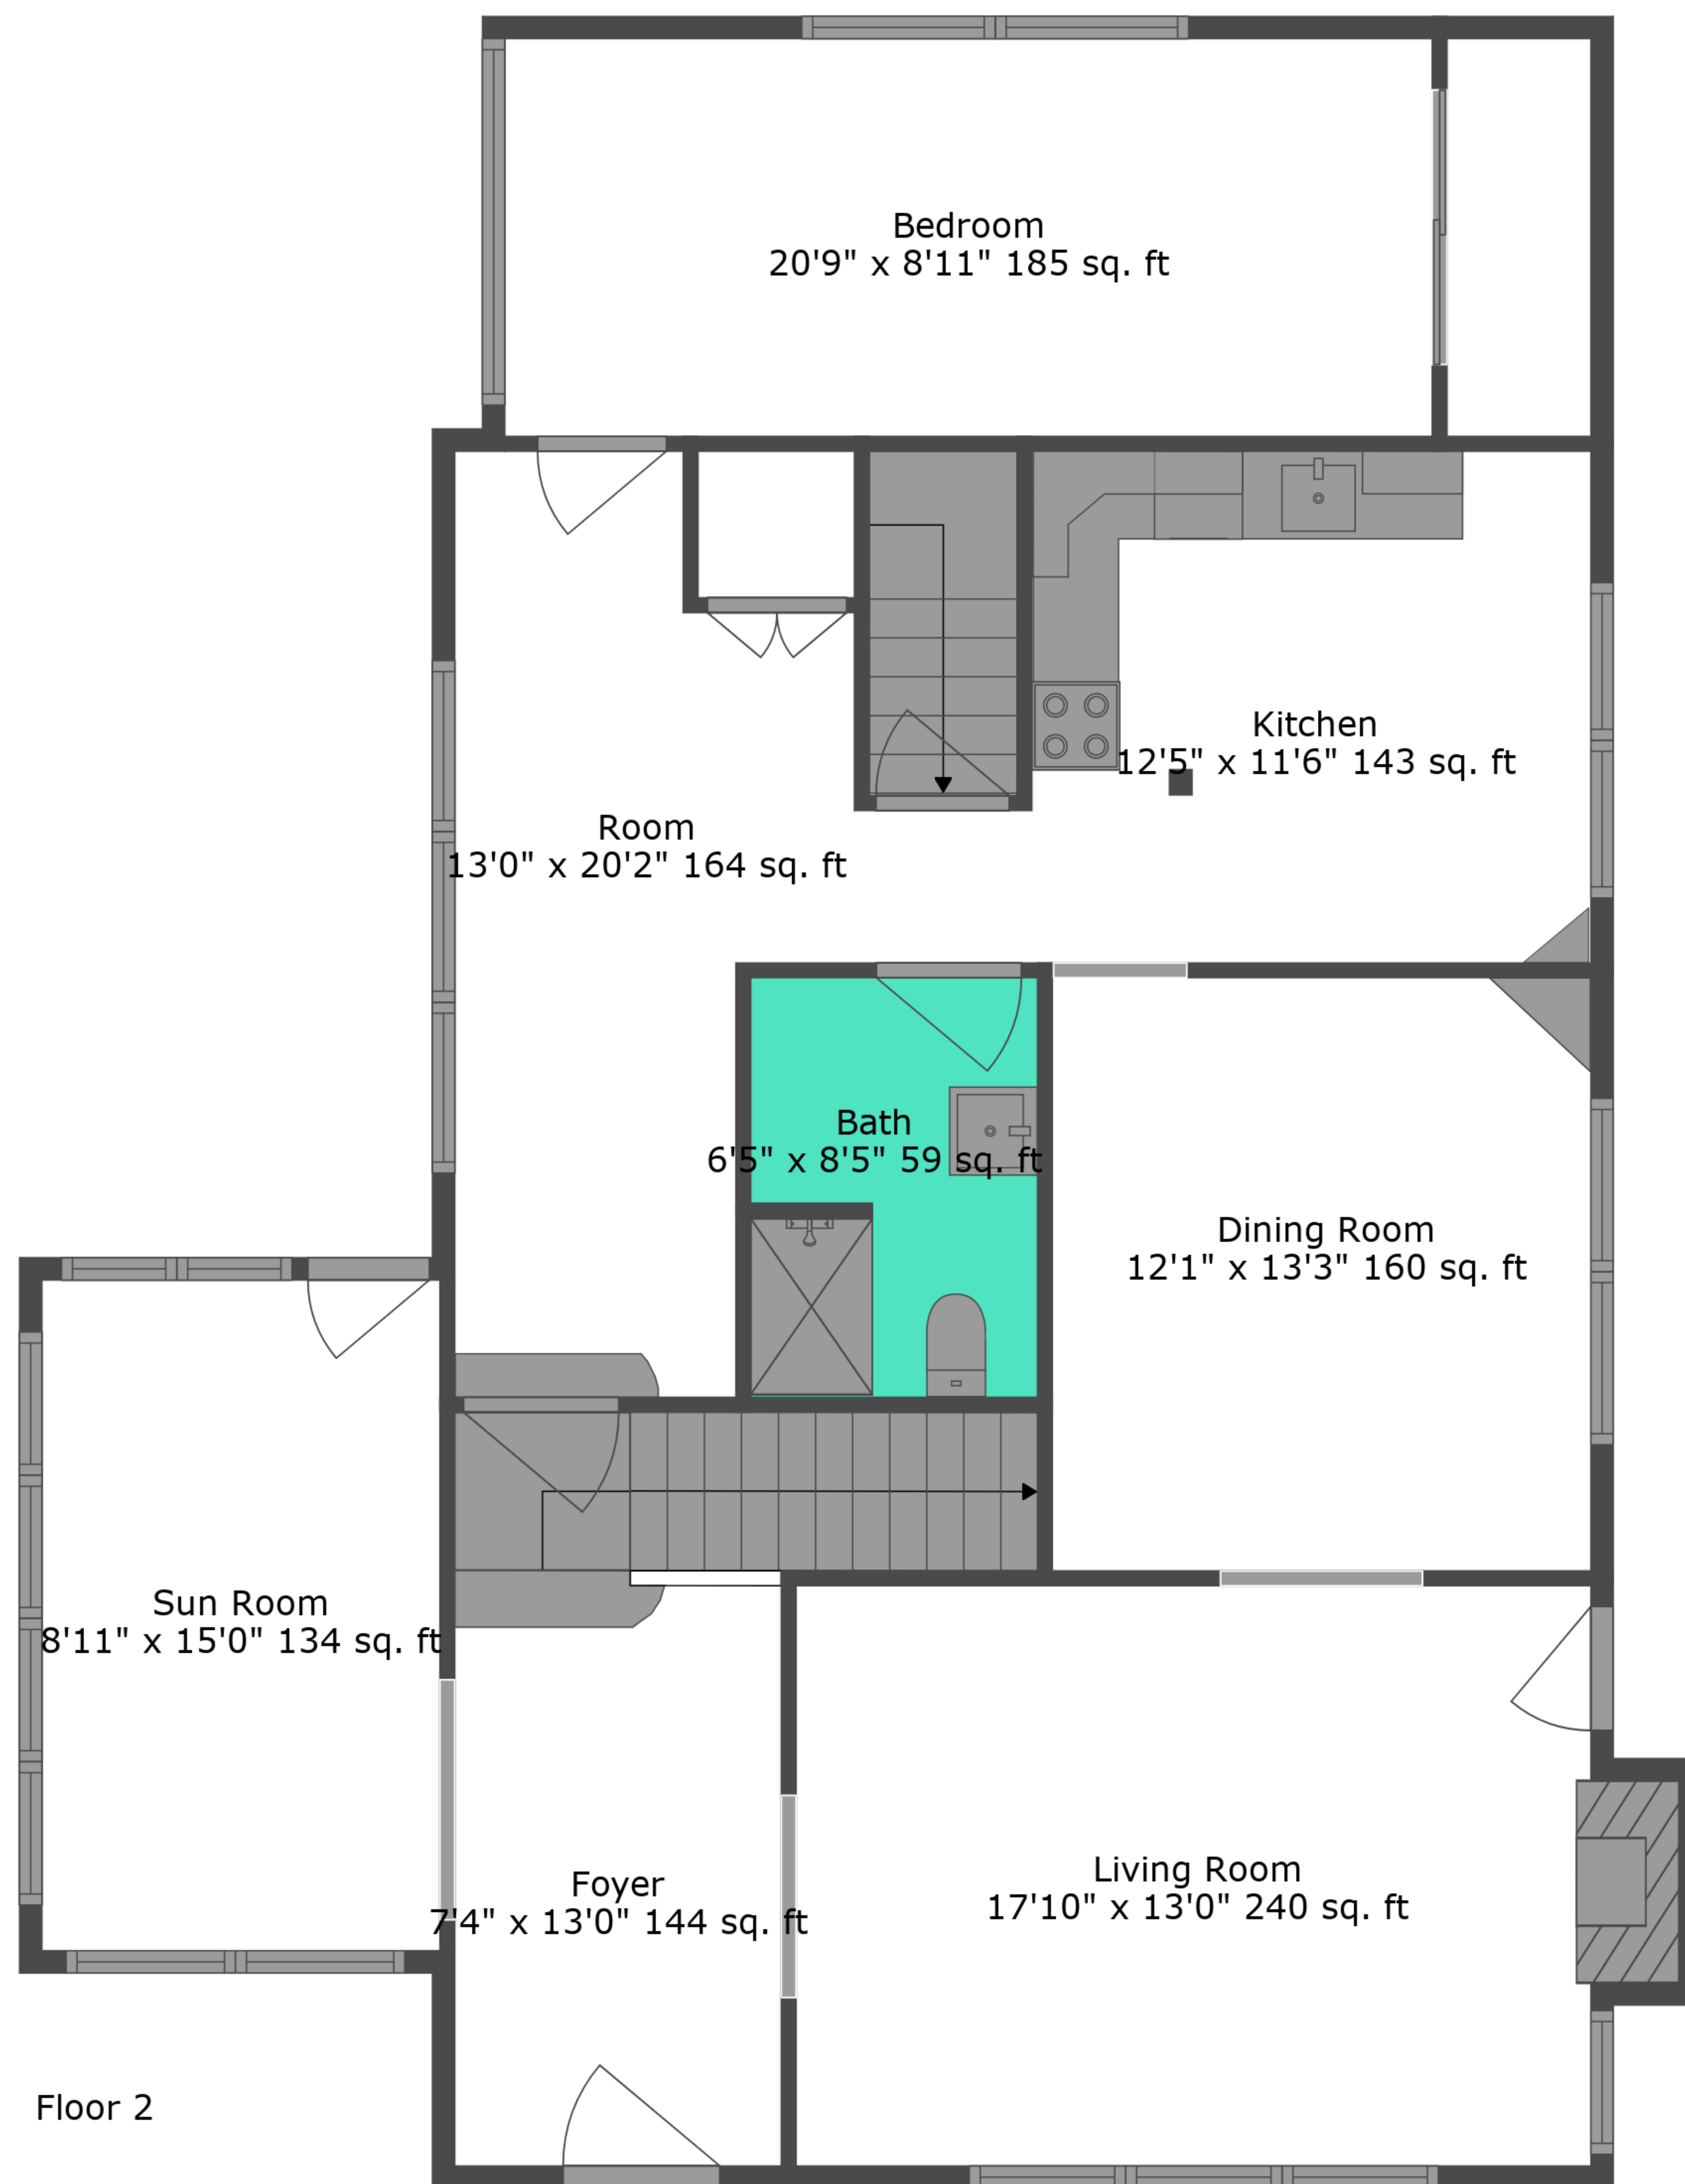 Bedroom
20'9" x 8'11" 185 sq. ft
Kitchen
12'5" x 11'6" 143 sq. ft
Room
13'0" x 20'2" 164 sq. ft
Bath
6'5" x 8'5" 59 sq. ft
Dining Room
12'1" x 13'3" 160 sq. ft
Sun Room
8'11" x 15'0" 134 sq. ft
Living Room
17'10" x 13'0" 240 sq. ft
Foyer
7'4" x 13'0" 144 sq. ft
Floor 2